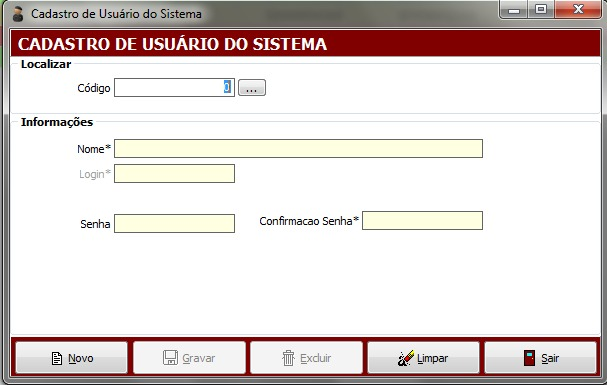 Cadastro de Usuário do Sistema
CADASTRO DE USUÁRIO DO SISTEMA
Localizar
Código 0 ...
Informações
Nome*
Login*
Senha Confirmacao Senha*
Novo Gravar Excluir Limpar Sair